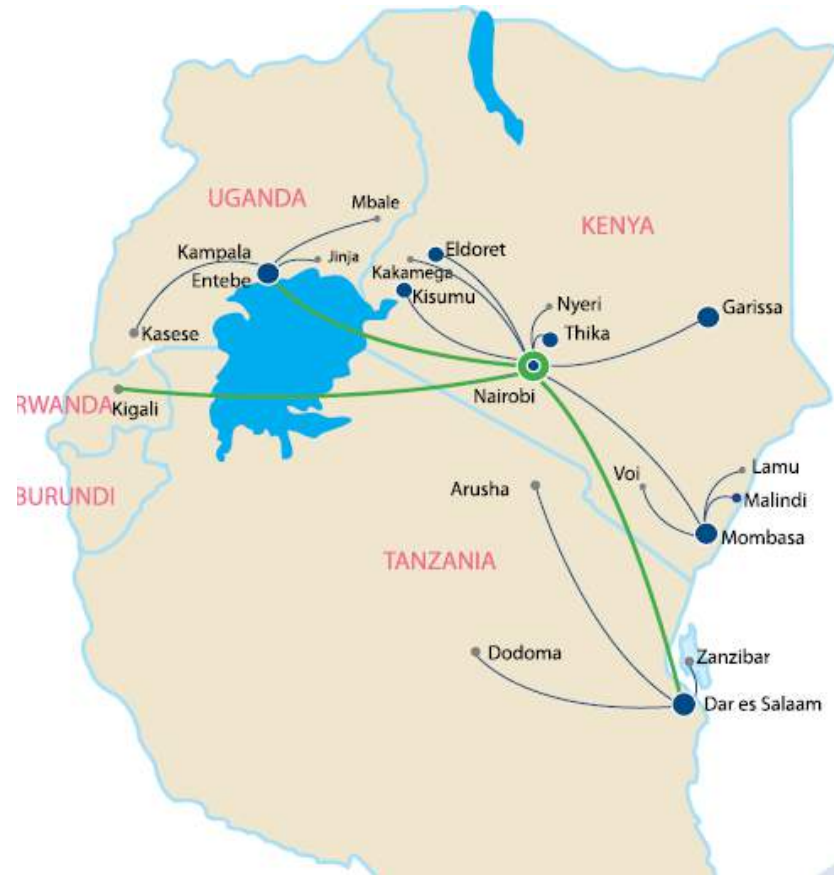 UGANDA
Mbale
KENYA
Kampala
Entebe
Jinja
Eldoret
Kakamega
Kisumu
Nyeri
Thika
Garissa
Kasese
Nairobi
RWANDA
Kigali
BURUNDI
Arusha
Voi
Lamu
Malindi
Mombasa
TANZANIA
Dodoma
Zanzibar
Dar es Salaam